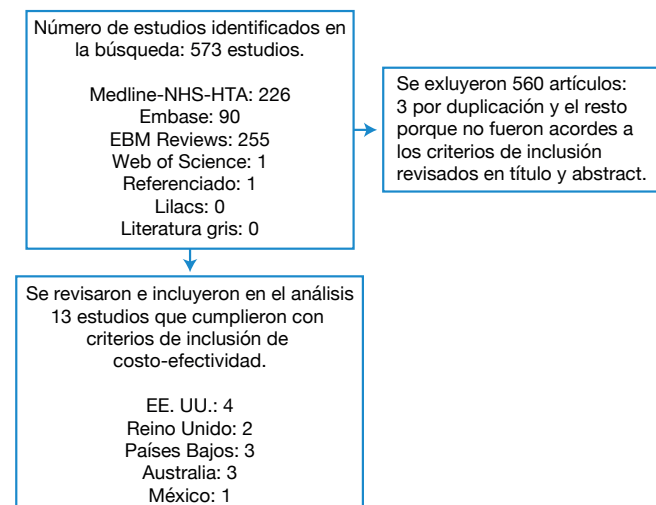 Número de estudios identificados en
la búsqueda: 573 estudios.
Medline-NHS-HTA: 226
Embase: 90
EBM Reviews: 255
Web of Science: 1
Referenciado: 1
Lilacs: 0
Literatura gris: 0
Se exluyeron 560 artículos:
3 por duplicación y el resto
porque no fueron acordes a
los criterios de inclusión
revisados en título y abstract.
Se revisaron e incluyeron en el análisis
13 estudios que cumplieron con
criterios de inclusión de
costo-efectividad.
EE. UU.: 4
Reino Unido: 2
Países Bajos: 3
Australia: 3
México: 1